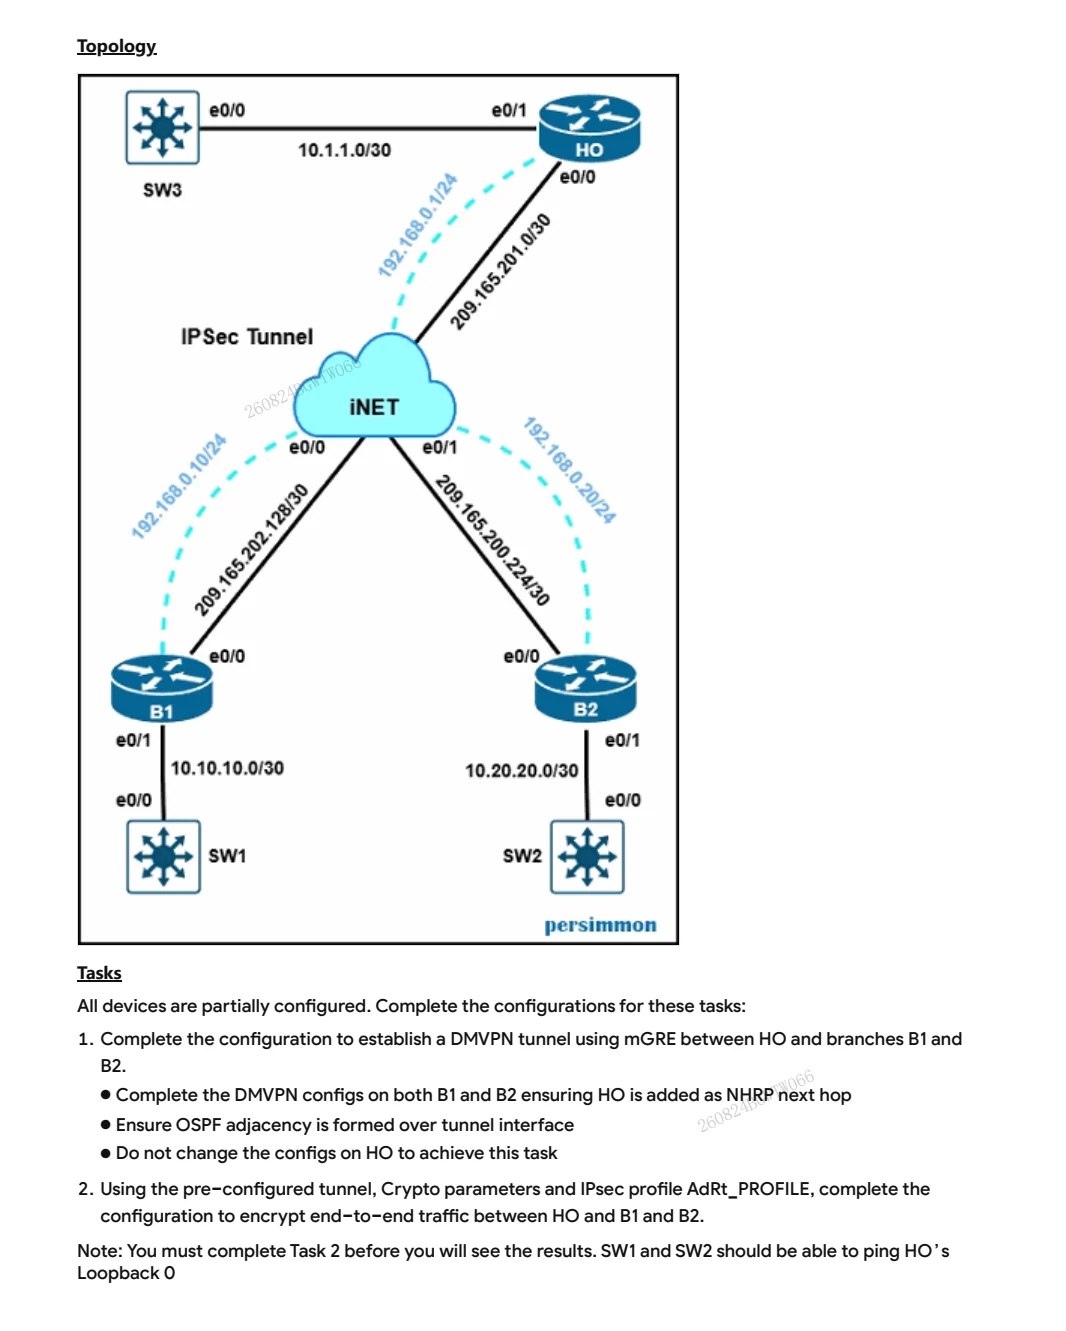 Topology
e0/0
e0/1
10.1.1.0/30
HO
SW3
e0/0
192.168.0.1/24
209.165.201.0/30
IPSec Tunnel
260824BGWTW066
iNET
e0/0
e0/1
192.168.0.10/24
192.168.0.20/24
209.165.202.128/30
209.165.200.224/30
e0/0
e0/0
B1
B2
e0/1
e0/1
10.10.10.0/30
10.20.20.0/30
e0/0
e0/0
SW1
SW2
persimmon
Tasks
All devices are partially configured. Complete the configurations for these tasks:
1. Complete the configuration to establish a DMVPN tunnel using mGRE between HO and branches B1 and
B2.
● Complete the DMVPN configs on both B1 and B2 ensuring HO is added as NHRP next hop
260824BGWTW066
● Ensure OSPF adjacency is formed over tunnel interface
● Do not change the configs on HO to achieve this task
2. Using the pre-configured tunnel, Crypto parameters and IPsec profile AdRt_PROFILE, complete the
configuration to encrypt end-to-end traffic between HO and B1 and B2.
Note: You must complete Task 2 before you will see the results. SW1 and SW2 should be able to ping HO's
Loopback 0